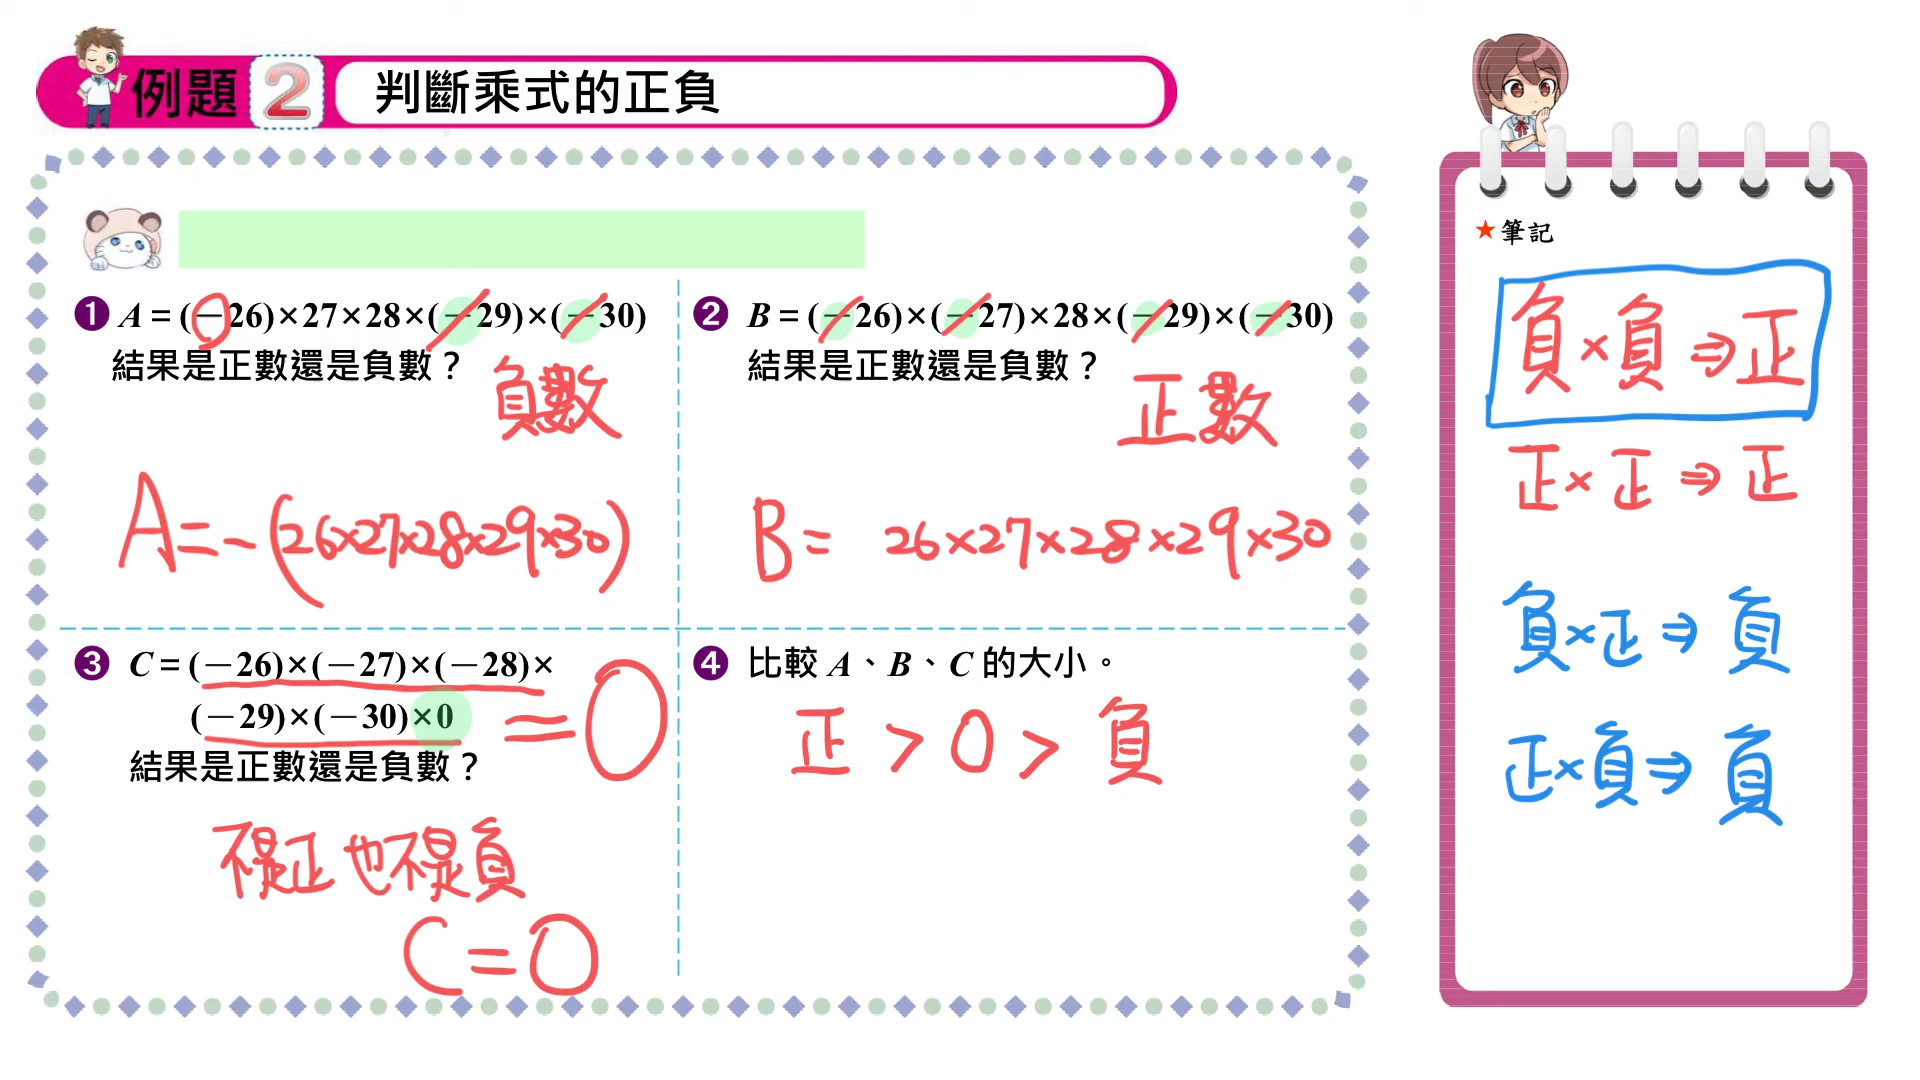 例題 2 判斷乘式的正負
❶ A＝(－26)×27×28×(－29)×(－30)
結果是正數還是負數？
負數
A=-(26×27×28×29×30)
❷ B＝(－26)×(－27)×28×(－29)×(－30)
結果是正數還是負數？
正數
B= 26×27×28×29×30
❸ C＝(－26)×(－27)×(－28)×
(－29)×(－30)×0
=0
結果是正數還是負數？
不是正 也不是負
C=0
❹ 比較 A、B、C 的大小。
正>0>負
★筆記
負×負⇒正
正×正⇒正
負×正⇒負
正×負⇒負